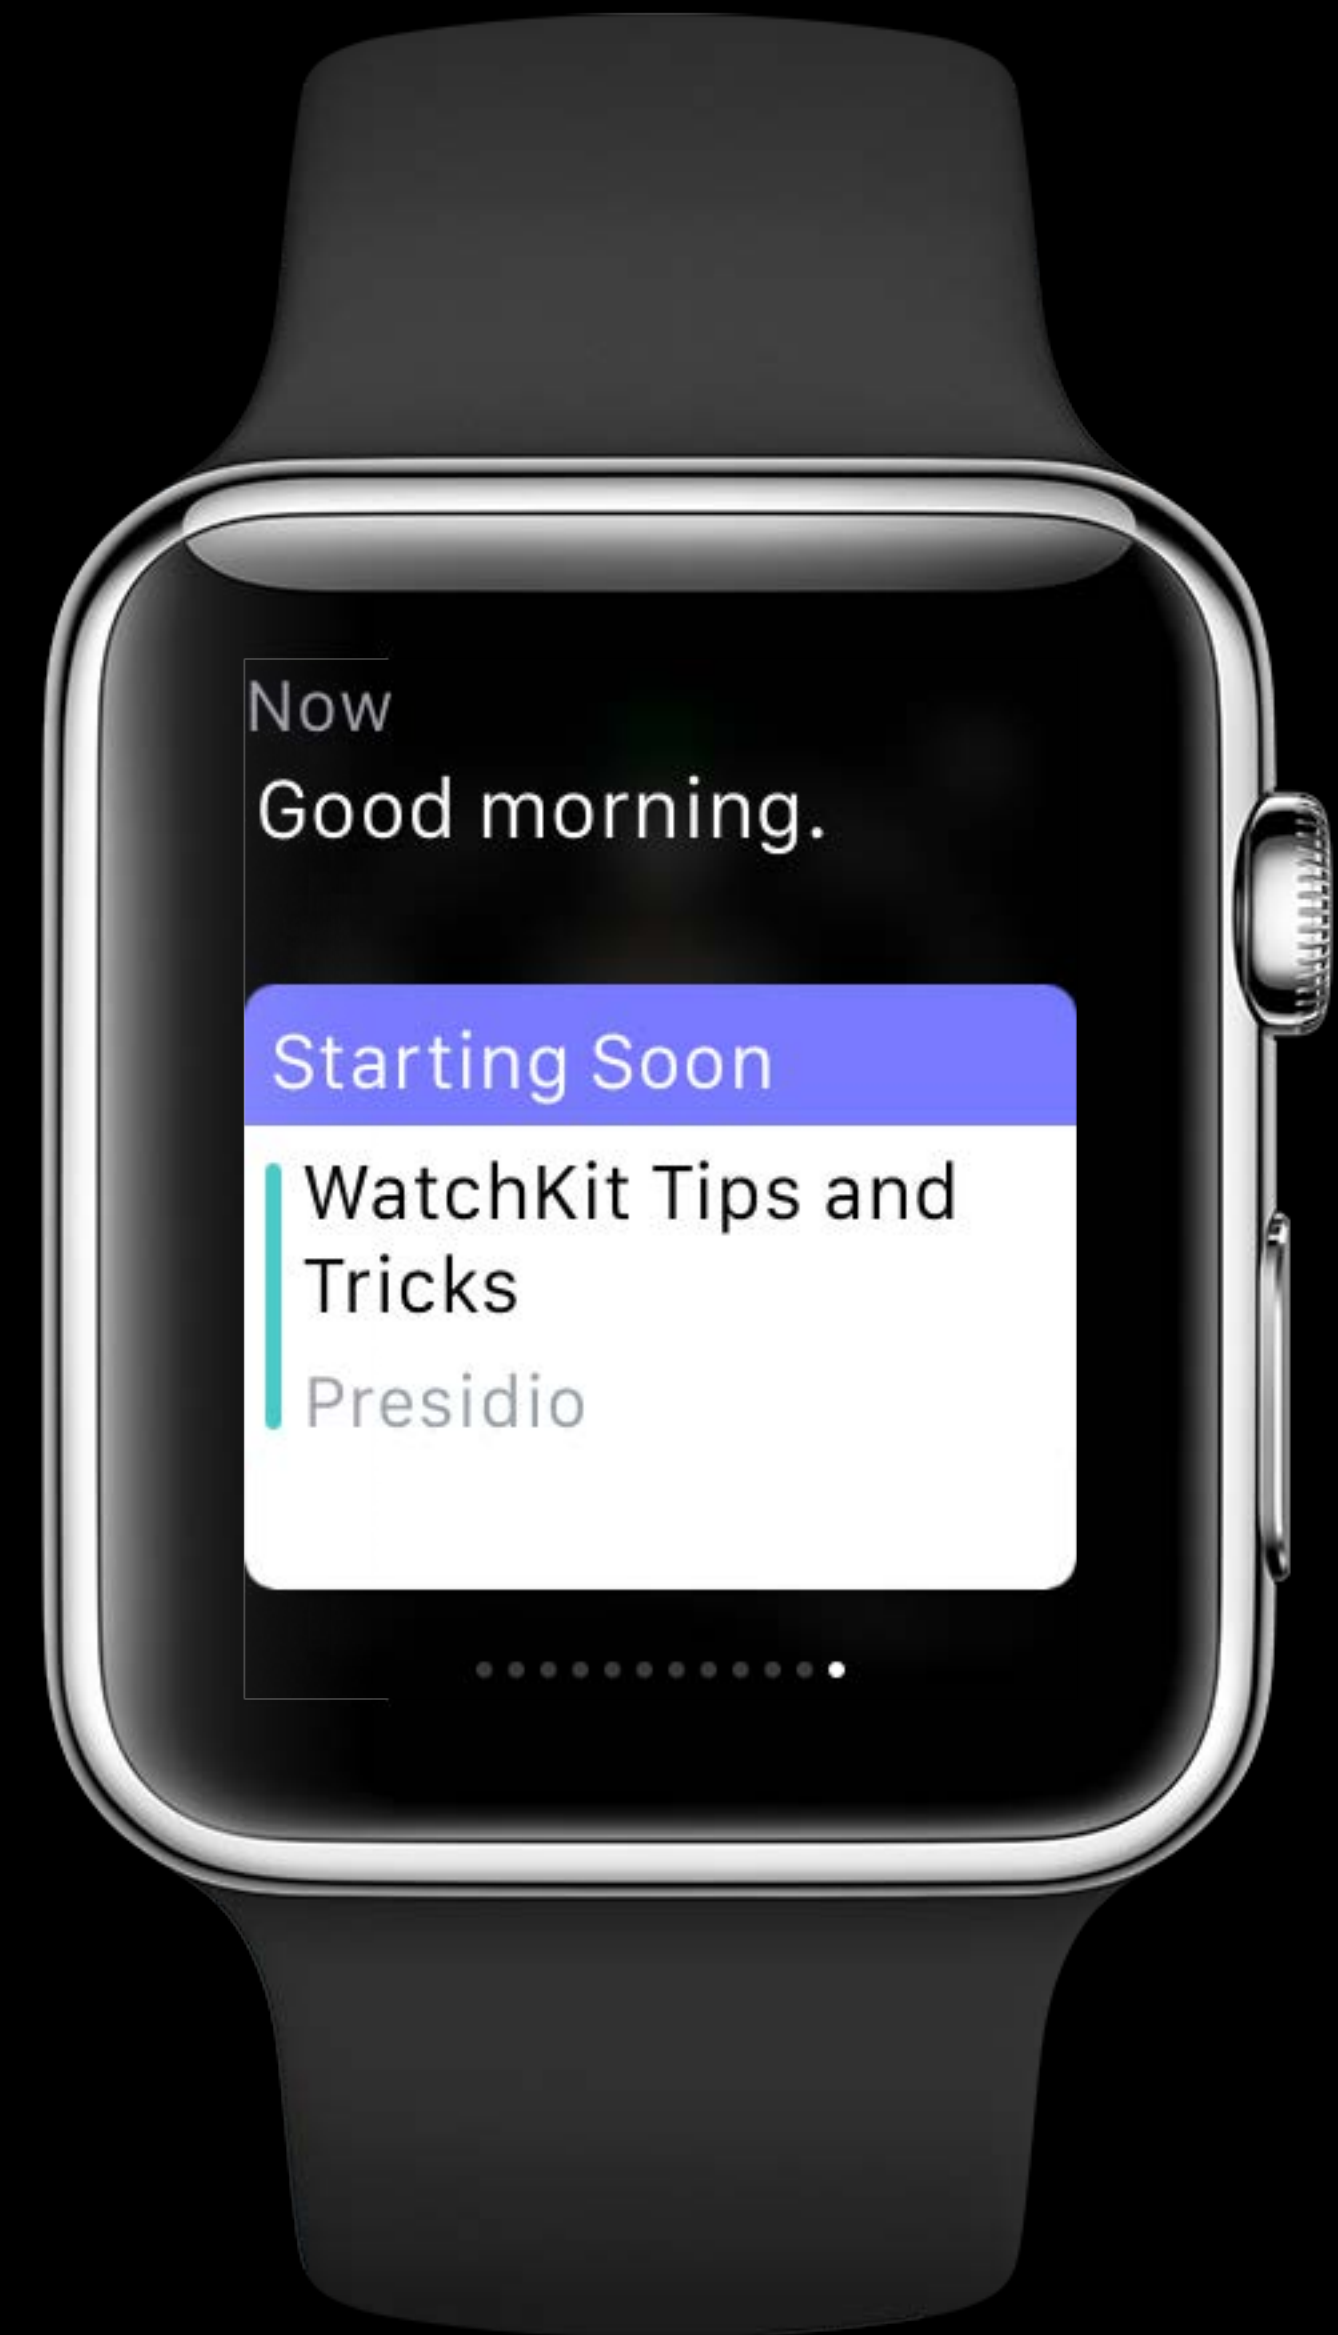 Now
Good morning.
Starting Soon
WatchKit Tips and
Tricks
Presidio